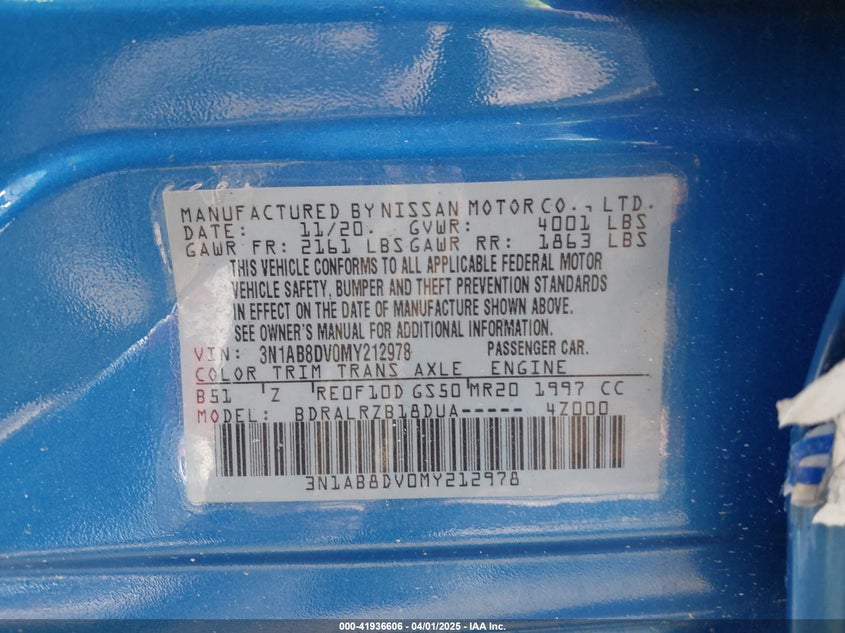 MANUFACTURED BY NISSAN MOTOR CO., LTD.
DATE: 11/20. GVWR: 4001 LBS
GAWR FR: 2161 LBS GAWR RR: 1863 LBS
THIS VEHICLE CONFORMS TO ALL APPLICABLE FEDERAL MOTOR
VEHICLE SAFETY, BUMPER AND THEFT PREVENTION STANDARDS
IN EFFECT ON THE DATE OF MANUFACTURE SHOWN ABOVE.
SEE OWNER'S MANUAL FOR ADDITIONAL INFORMATION.
VIN: 3N1AB8DV0MY212978 PASSENGER CAR.
COLOR TRIM TRANS AXLE ENGINE
B51 Z RE0F10D GS50 MR20 1997 CC
MODEL: BDRALRZB18DUA----- 4Z000
3N1AB8DV0MY212978
000-41936606 - 04/01/2025 - IAA Inc.